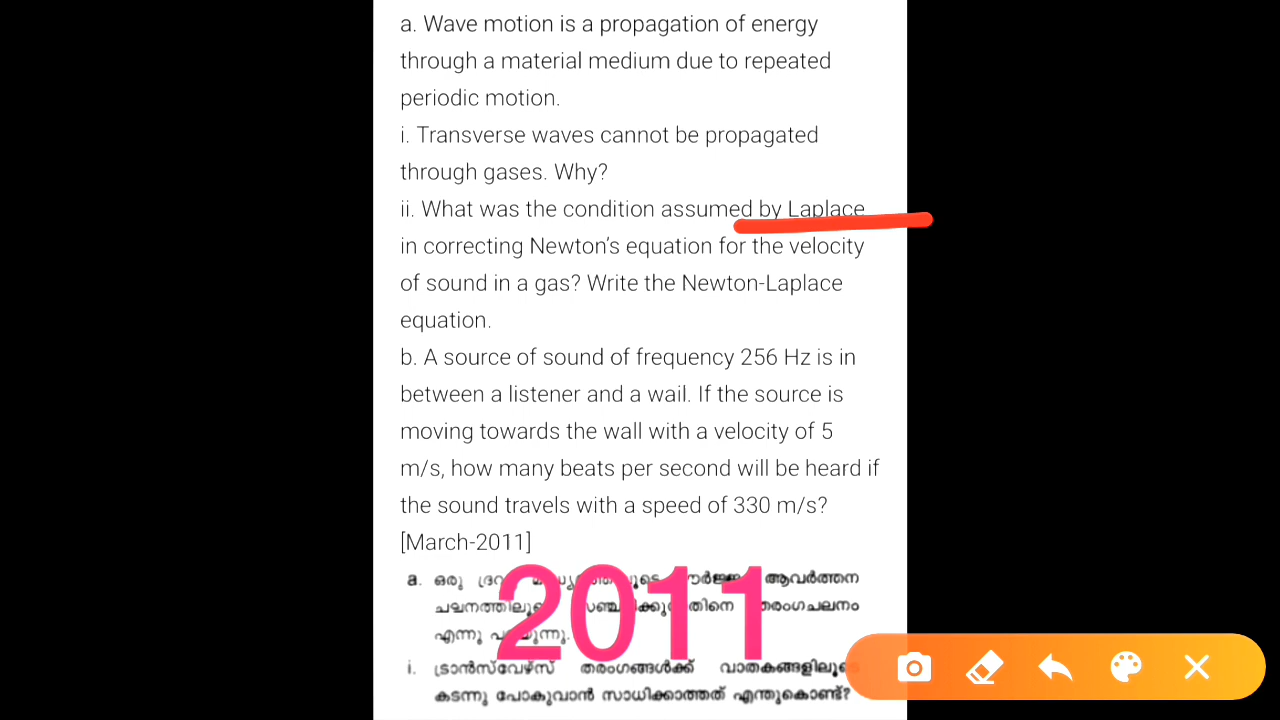 a. Wave motion is a propagation of energy
through a material medium due to repeated
periodic motion.
i. Transverse waves cannot be propagated
through gases. Why?
ii. What was the condition assumed by Laplace
in correcting Newton’s equation for the velocity
of sound in a gas? Write the Newton-Laplace
equation.
b. A source of sound of frequency 256 Hz is in
between a listener and a wail. If the source is
moving towards the wall with a velocity of 5
m/s, how many beats per second will be heard if
the sound travels with a speed of 330 m/s?
[March-2011]
a. ഒരു ആവർത്തന
തരംഗചലനം
എന്നു
2011
i. ട്രാൻസ്‌വേഴ്സ് തരംഗങ്ങൾക്ക്
കടന്നു പോകുവാൻ സാധിക്കാത്തത് എന്തുകൊണ്ട്?